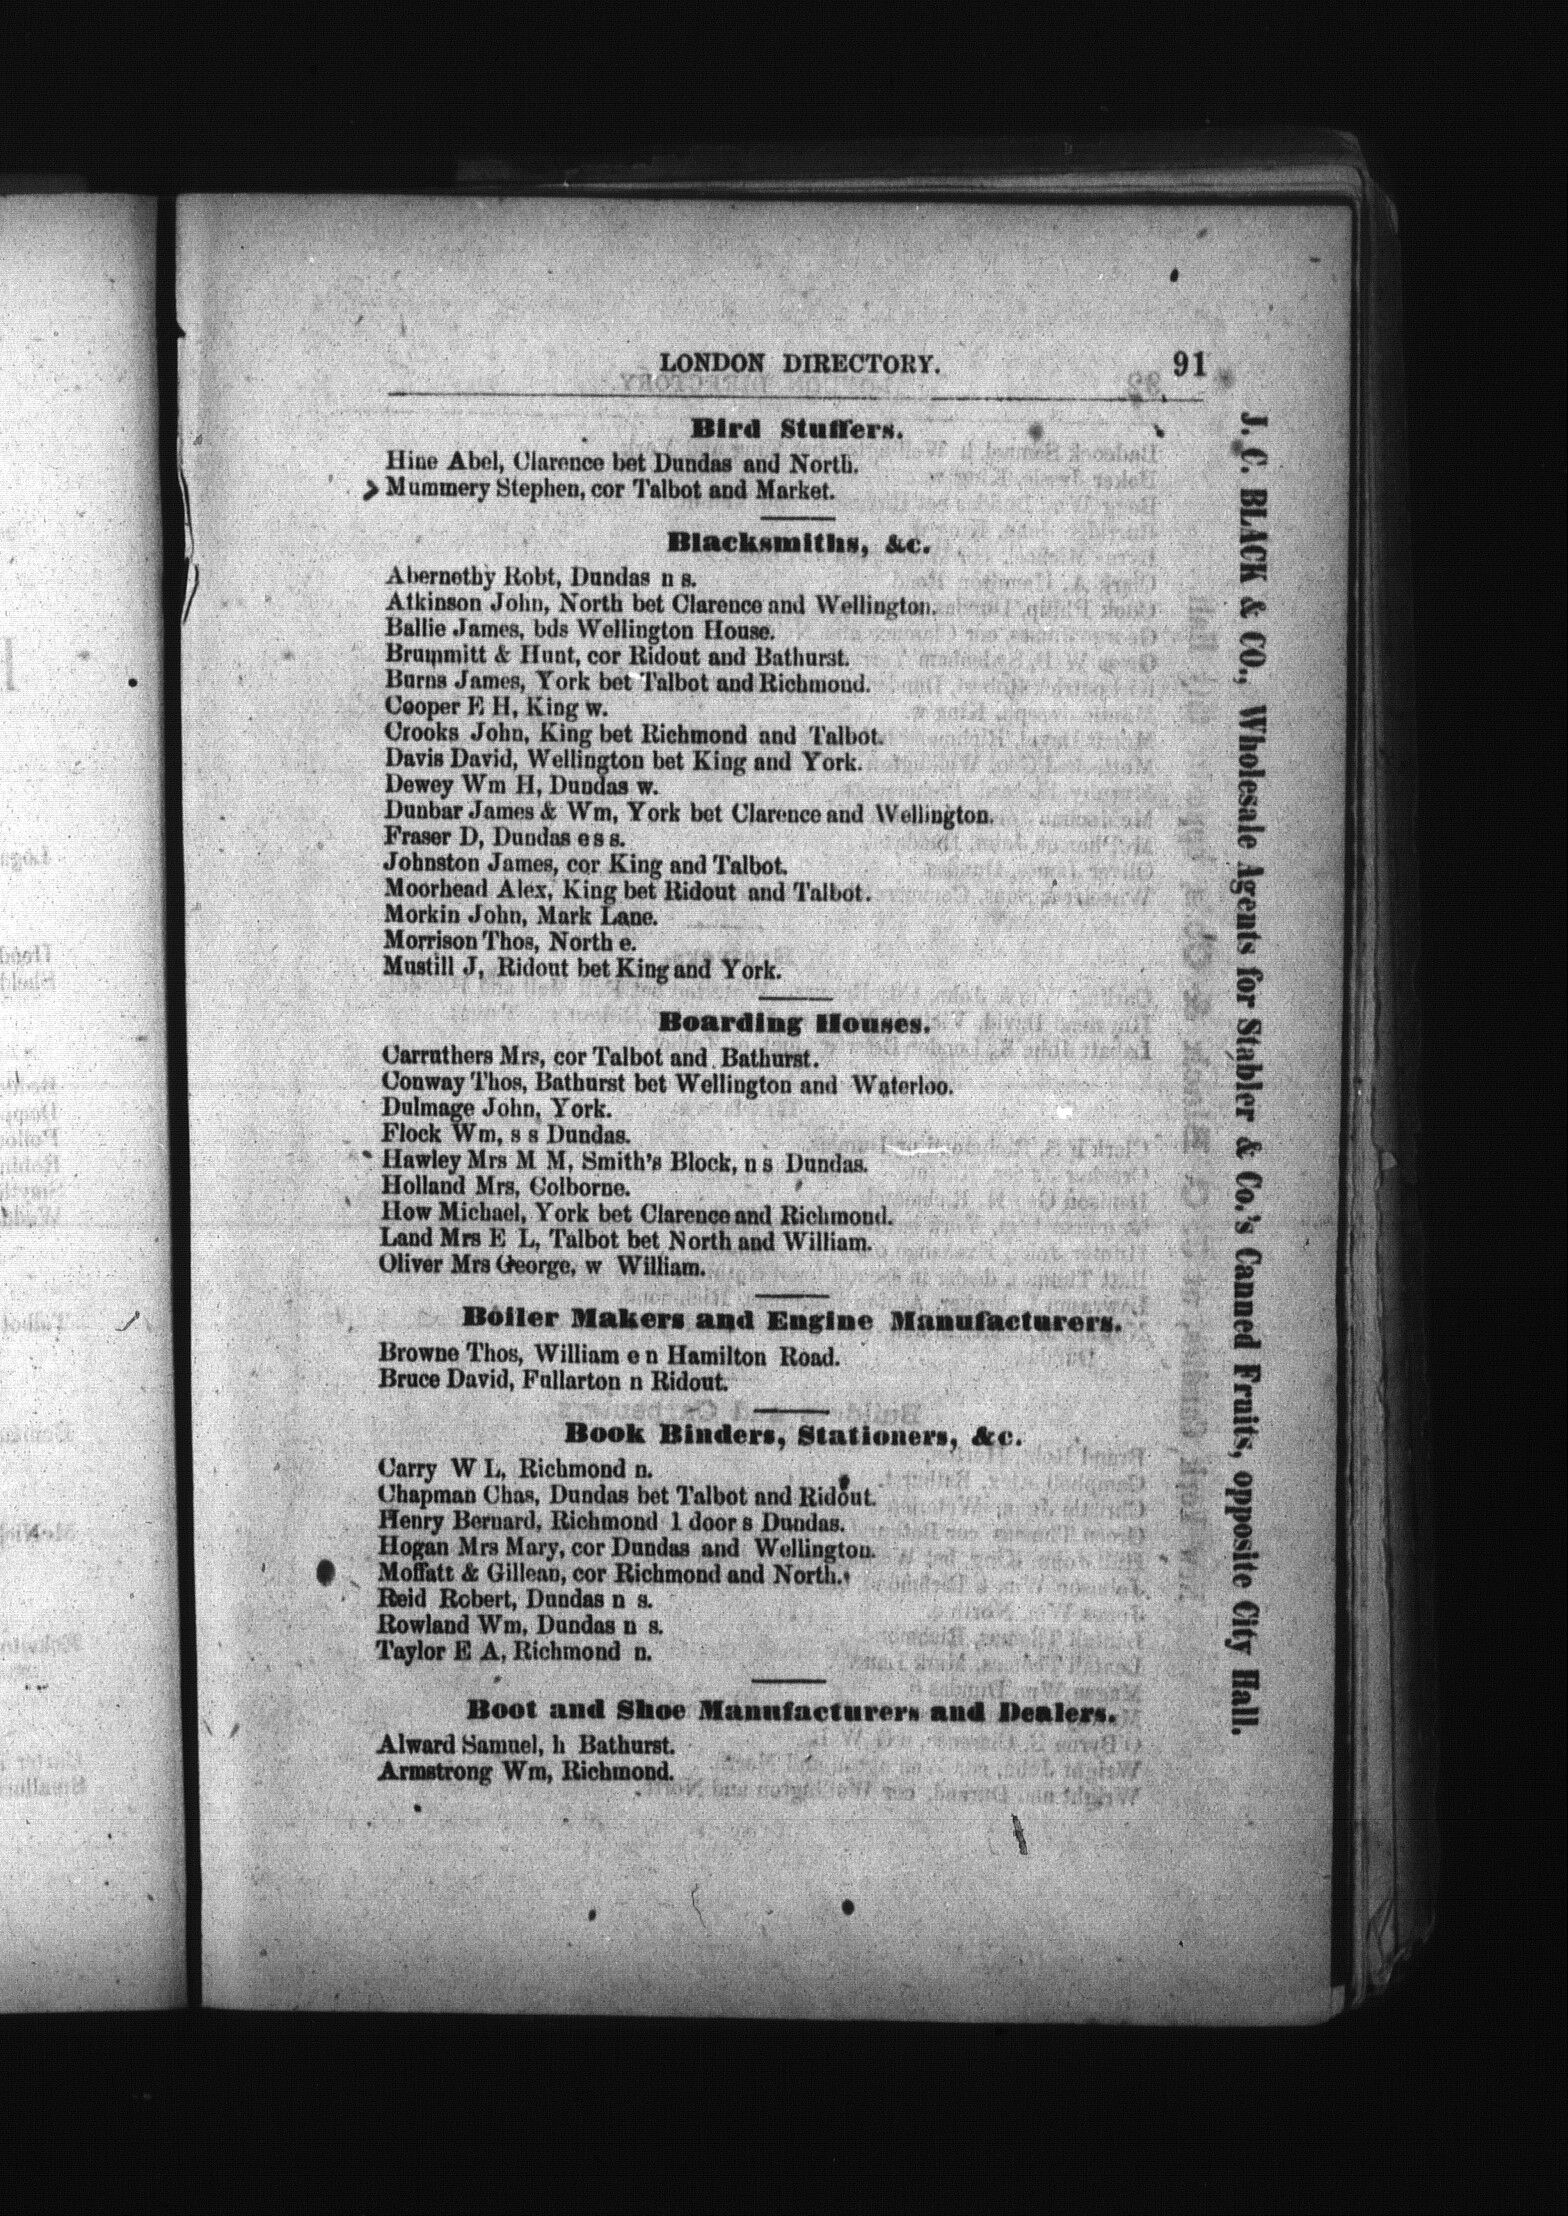 LONDON DIRECTORY. 91
Bird Stuffers.
Hine Abel, Clarence bet Dundas and North.
Mummery Stephen, cor Talbot and Market.
Blacksmiths, &c.
Abernethy Robt, Dundas n s.
Atkinson John, North bet Clarence and Wellington.
Ballie James, bds Wellington House.
Brummitt & Hunt, cor Ridout and Bathurst.
Burns James, York bet Talbot and Richmond.
Cooper E H, King w.
Crooks John, King bet Richmond and Talbot.
Davis David, Wellington bet King and York.
Dewey Wm H, Dundas w.
Dunbar James & Wm, York bet Clarence and Wellington.
Fraser D, Dundas e s s.
Johnston James, cor King and Talbot.
Moorhead Alex, King bet Ridout and Talbot.
Morkin John, Mark Lane.
Morrison Thos, North e.
Mustill J, Ridout bet King and York.
Boarding Houses.
Carruthers Mrs, cor Talbot and Bathurst.
Conway Thos, Bathurst bet Wellington and Waterloo.
Dulmage John, York.
Flock Wm, s s Dundas.
Hawley Mrs M M, Smith's Block, n s Dundas.
Holland Mrs, Colborne.
How Michael, York bet Clarence and Richmond.
Land Mrs E L, Talbot bet North and William.
Oliver Mrs George, w William.
Boiler Makers and Engine Manufacturers.
Browne Thos, William e n Hamilton Road.
Bruce David, Fullarton n Ridout.
Book Binders, Stationers, &c.
Carry W L, Richmond n.
Chapman Chas, Dundas bet Talbot and Ridout.
Henry Bernard, Richmond 1 door s Dundas.
Hogan Mrs Mary, cor Dundas and Wellington.
Moffatt & Gillean, cor Richmond and North.
Reid Robert, Dundas n s.
Rowland Wm, Dundas n s.
Taylor E A, Richmond n.
Boot and Shoe Manufacturers and Dealers.
Alward Samuel, h Bathurst.
Armstrong Wm, Richmond.
J. C. BLACK & CO., Wholesale Agents for Stabler & Co.'s Canned Fruits, opposite City Hall.